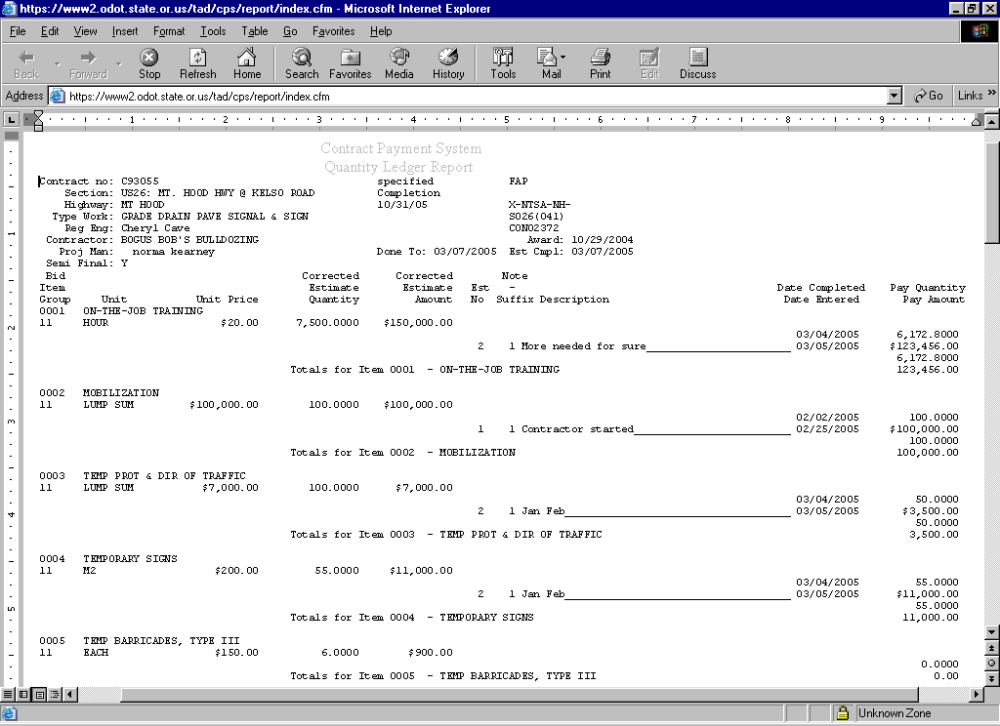 https://www2.odot.state.or.us/tad/cps/report/index.cfm - Microsoft Internet Explorer
File Edit View Insert Format Tools Table Go Favorites Help
Back Forward Stop Refresh Home Search Favorites Media History Tools Mail Print Edit Discuss
Address https://www2.odot.state.or.us/tad/cps/report/index.cfm Go Links »
L 1 2 3 4 5 6 7 8 9
Contract Payment System
Quantity Ledger Report
Contract no: C93055 specified FAP
Section: US26: MT. HOOD HWY @ KELSO ROAD Completion
Highway: MT HOOD 10/31/05 X-NTSA-NH-
Type Work: GRADE DRAIN PAVE SIGNAL & SIGN S026(041)
Reg Eng: Cheryl Cave CON02372
Contractor: BOGUS BOB'S BULLDOZING Award: 10/29/2004
Proj Man: norma kearney Done To: 03/07/2005 Est Cmpl: 03/07/2005
Semi Final: Y
Bid Corrected Corrected Note
Item Estimate Estimate Est - Date Completed Pay Quantity
Group Unit Unit Price Quantity Amount No Suffix Description Date Entered Pay Amount
0001 ON-THE-JOB TRAINING
11 HOUR $20.00 7,500.0000 $150,000.00
03/04/2005 6,172.8000
2 1 More needed for sure 03/05/2005 $123,456.00
6,172.8000
Totals for Item 0001 - ON-THE-JOB TRAINING 123,456.00
0002 MOBILIZATION
11 LUMP SUM $100,000.00 100.0000 $100,000.00
02/02/2005 100.0000
1 1 Contractor started 02/25/2005 $100,000.00
100.0000
Totals for Item 0002 - MOBILIZATION 100,000.00
0003 TEMP PROT & DIR OF TRAFFIC
11 LUMP SUM $7,000.00 100.0000 $7,000.00
03/04/2005 50.0000
2 1 Jan Feb 03/05/2005 $3,500.00
50.0000
Totals for Item 0003 - TEMP PROT & DIR OF TRAFFIC 3,500.00
0004 TEMPORARY SIGNS
11 M2 $200.00 55.0000 $11,000.00
03/04/2005 55.0000
2 1 Jan Feb 03/05/2005 $11,000.00
55.0000
Totals for Item 0004 - TEMPORARY SIGNS 11,000.00
0005 TEMP BARRICADES, TYPE III
11 EACH $150.00 6.0000 $900.00
0.0000
Totals for Item 0005 - TEMP BARRICADES, TYPE III 0.00
Unknown Zone